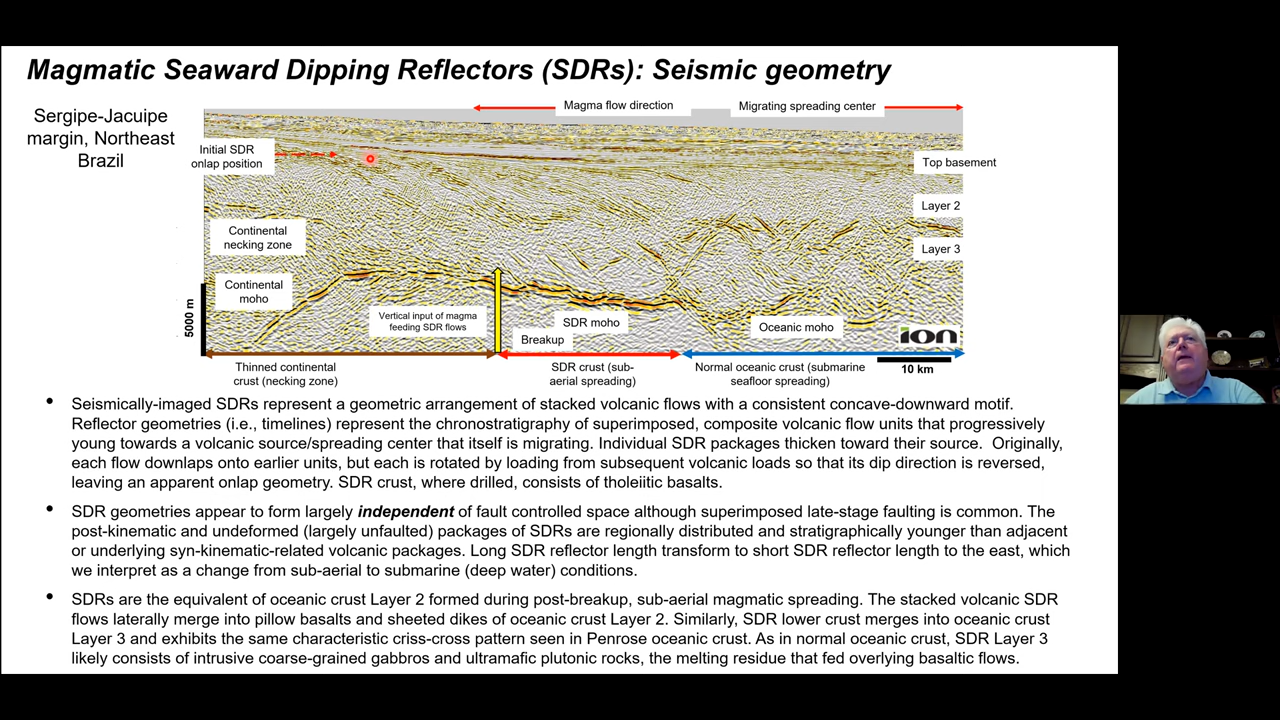 Magmatic Seaward Dipping Reflectors (SDRs): Seismic geometry
Sergipe-Jacuipe
margin, Northeast
Brazil
Magma flow direction
Migrating spreading center
Initial SDR
onlap position
Top basement
Layer 2
Continental
necking zone
Layer 3
Continental
moho
5000 m
Vertical input of magma
feeding SDR flows
SDR moho
Breakup
Oceanic moho
ion
Thinned continental
crust (necking zone)
SDR crust (sub-
aerial spreading)
Normal oceanic crust (submarine
seafloor spreading)
10 km
• Seismically-imaged SDRs represent a geometric arrangement of stacked volcanic flows with a consistent concave-downward motif.
Reflector geometries (i.e., timelines) represent the chronostratigraphy of superimposed, composite volcanic flow units that progressively
young towards a volcanic source/spreading center that itself is migrating. Individual SDR packages thicken toward their source. Originally,
each flow downlaps onto earlier units, but each is rotated by loading from subsequent volcanic loads so that its dip direction is reversed,
leaving an apparent onlap geometry. SDR crust, where drilled, consists of tholeiitic basalts.
• SDR geometries appear to form largely independent of fault controlled space although superimposed late-stage faulting is common. The
post-kinematic and undeformed (largely unfaulted) packages of SDRs are regionally distributed and stratigraphically younger than adjacent
or underlying syn-kinematic-related volcanic packages. Long SDR reflector length transform to short SDR reflector length to the east, which
we interpret as a change from sub-aerial to submarine (deep water) conditions.
• SDRs are the equivalent of oceanic crust Layer 2 formed during post-breakup, sub-aerial magmatic spreading. The stacked volcanic SDR
flows laterally merge into pillow basalts and sheeted dikes of oceanic crust Layer 2. Similarly, SDR lower crust merges into oceanic crust
Layer 3 and exhibits the same characteristic criss-cross pattern seen in Penrose oceanic crust. As in normal oceanic crust, SDR Layer 3
likely consists of intrusive coarse-grained gabbros and ultramafic plutonic rocks, the melting residue that fed overlying basaltic flows.